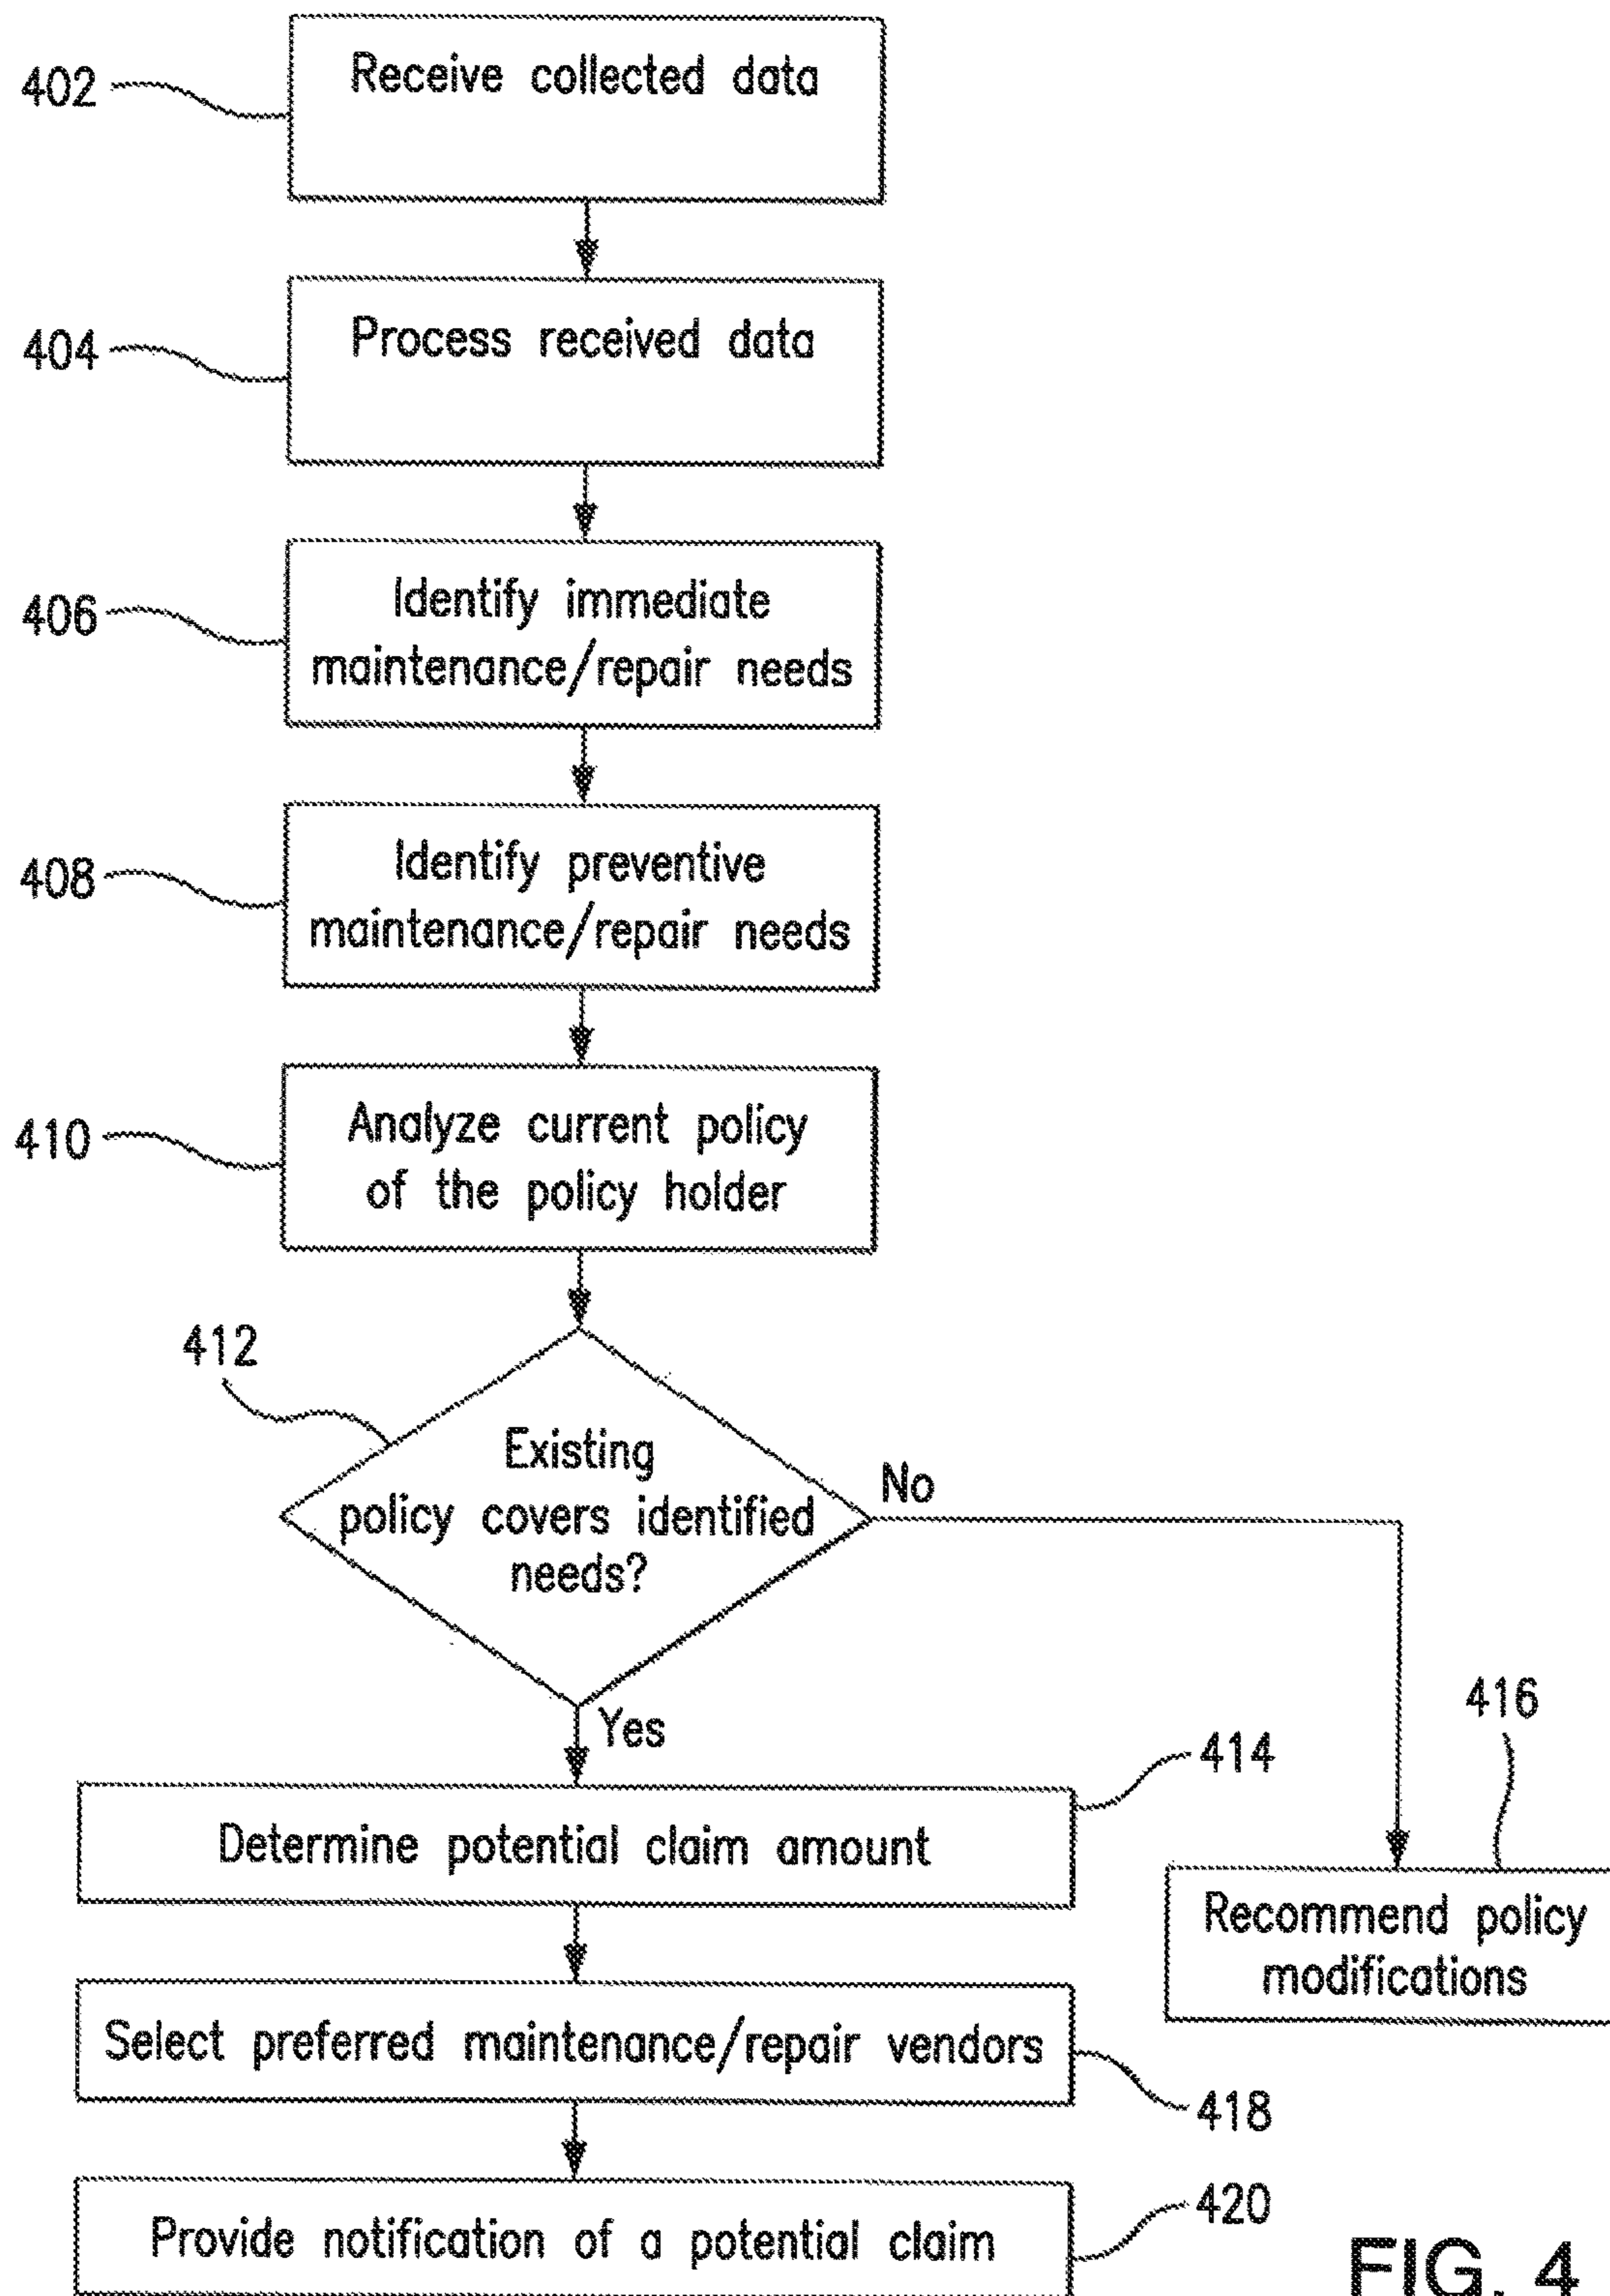 402
Receive collected data
404
Process received data
406
Identify immediate
maintenance/repair needs
408
Identify preventive
maintenance/repair needs
410
Analyze current policy
of the policy holder
412
Existing
policy covers identified
needs?
No
Yes
416
414
Determine potential claim amount
Recommend policy
modifications
Select preferred maintenance/repair vendors
418
420
Provide notification of a potential claim
FIG. 4